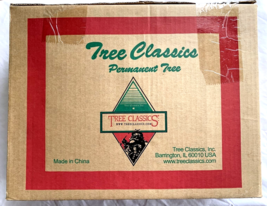 Tree Classics
Permanent Tree
TREE CLASSICS
Tree Classics, Inc.
Barrington, IL 60010 USA
Made in China
www.treeclassics.com